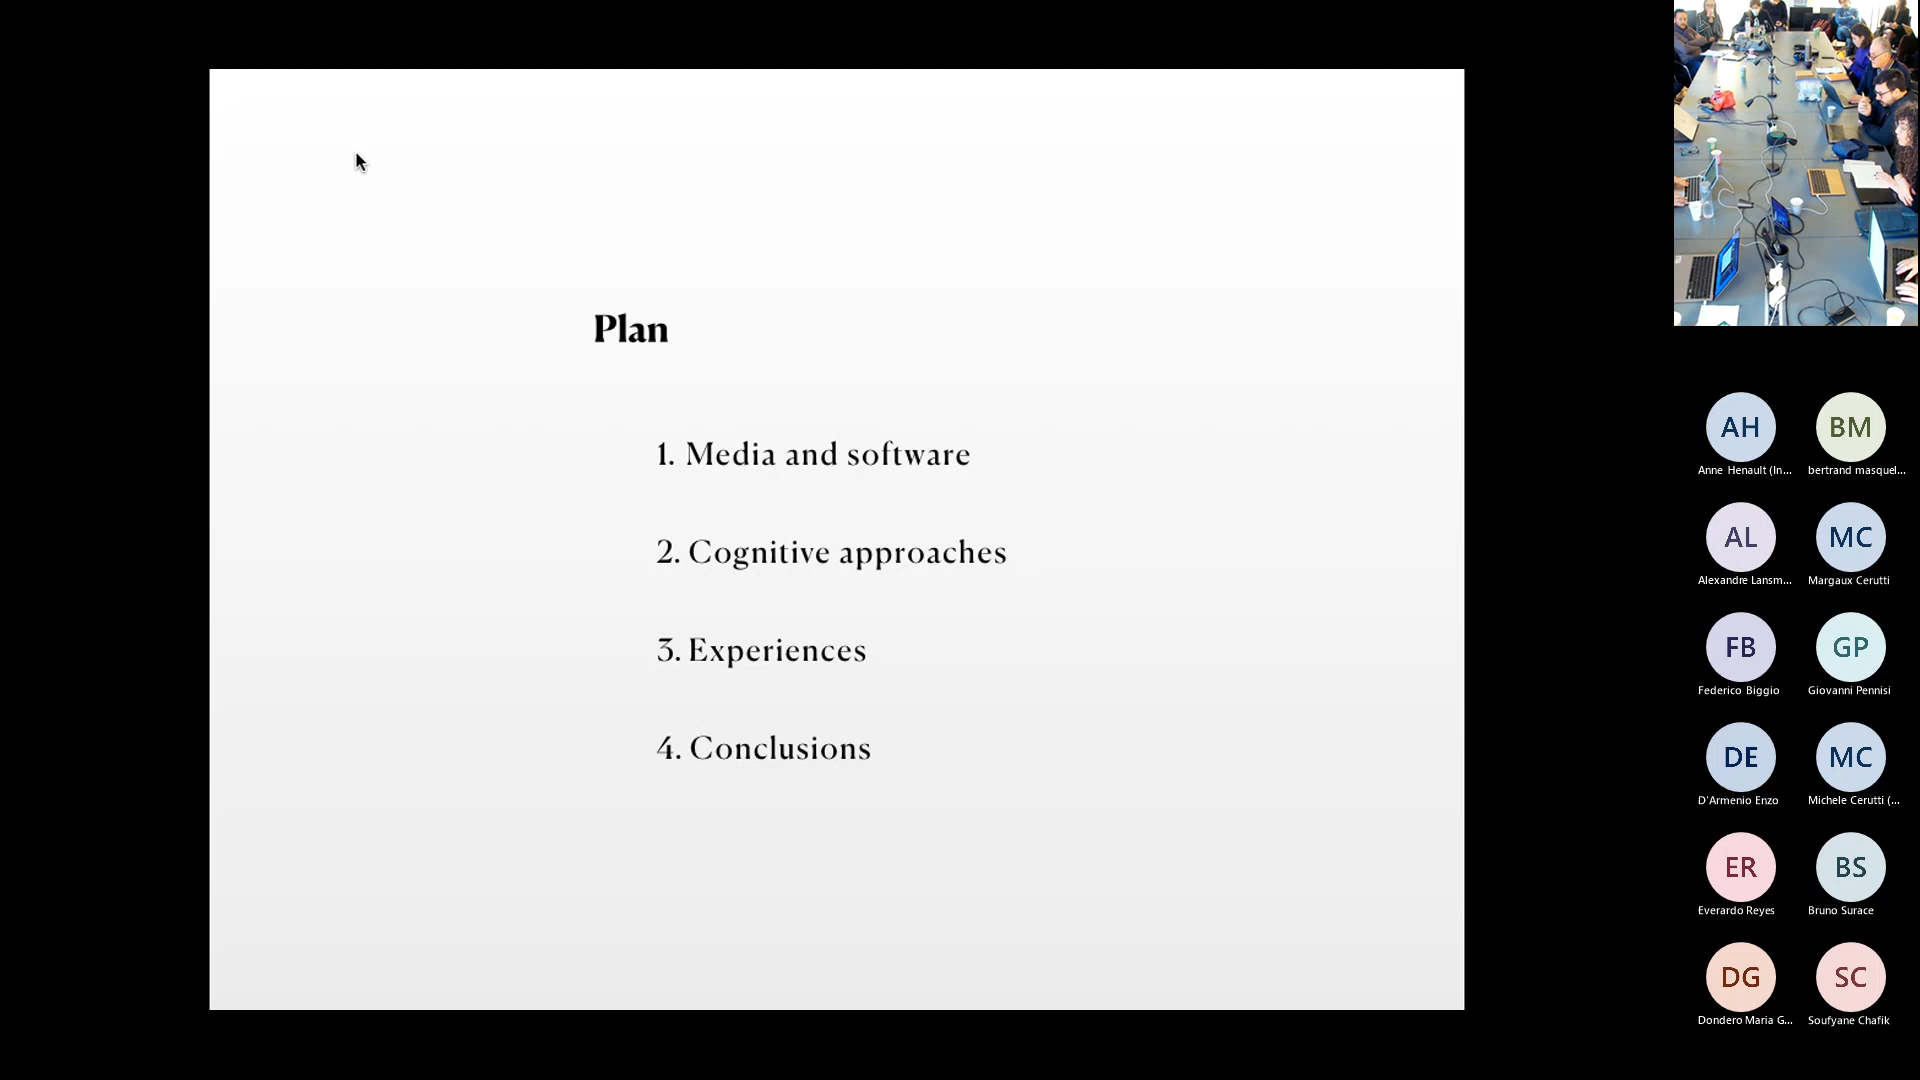 Plan
1. Media and software
2. Cognitive approaches
3. Experiences
4. Conclusions
AH
BM
Anne Henault (In...
bertrand masquel...
AL
MC
Alexandre Lansm...
Margaux Cerutti
FB
GP
Federico Biggio
Giovanni Pennisi
DE
MC
D'Armenio Enzo
Michele Cerutti (...
ER
BS
Everardo Reyes
Bruno Surace
DG
SC
Dondero Maria G...
Soufyane Chafik